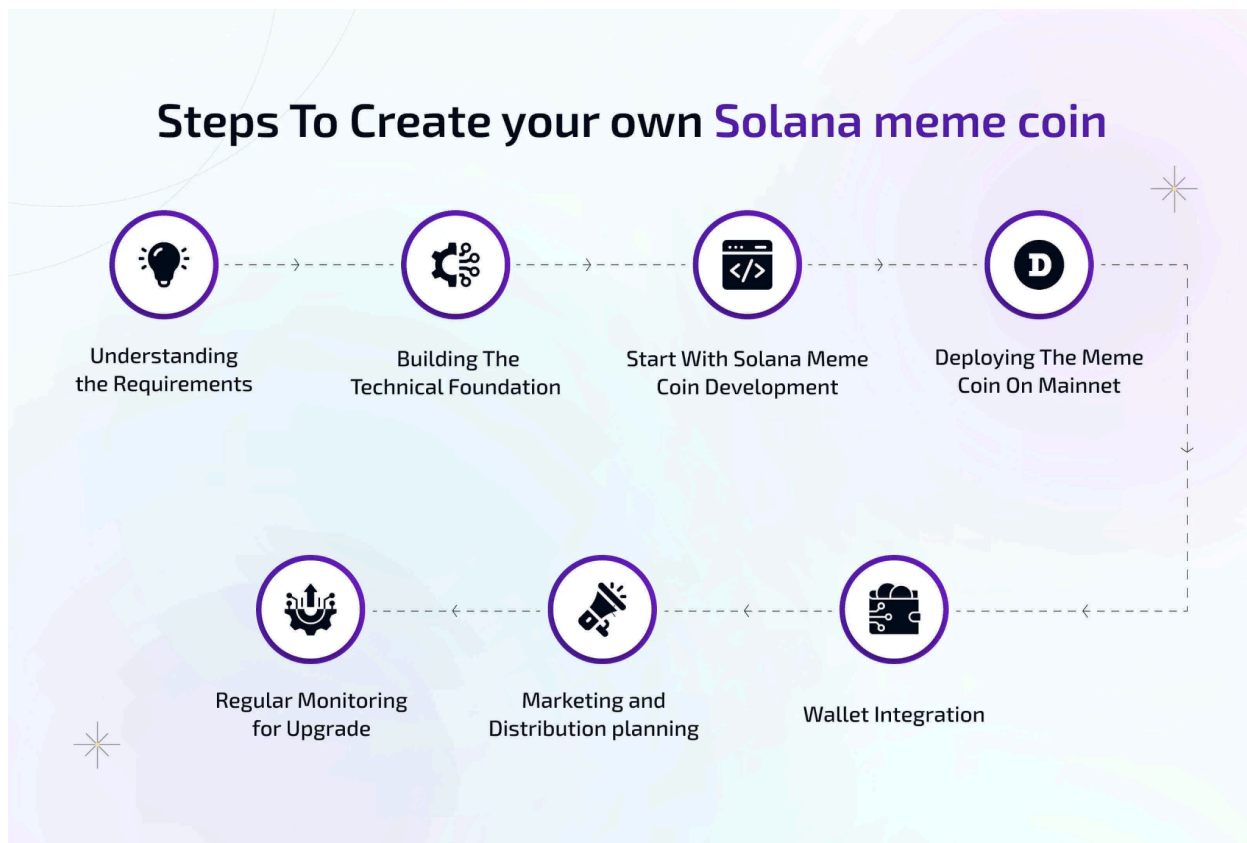 Steps To Create your own Solana meme coin
Understanding
the Requirements
Building The
Technical Foundation
</>
Start With Solana Meme
Coin Development
D
Deploying The Meme
Coin On Mainnet
Wallet Integration
Marketing and
Distribution planning
Regular Monitoring
for Upgrade